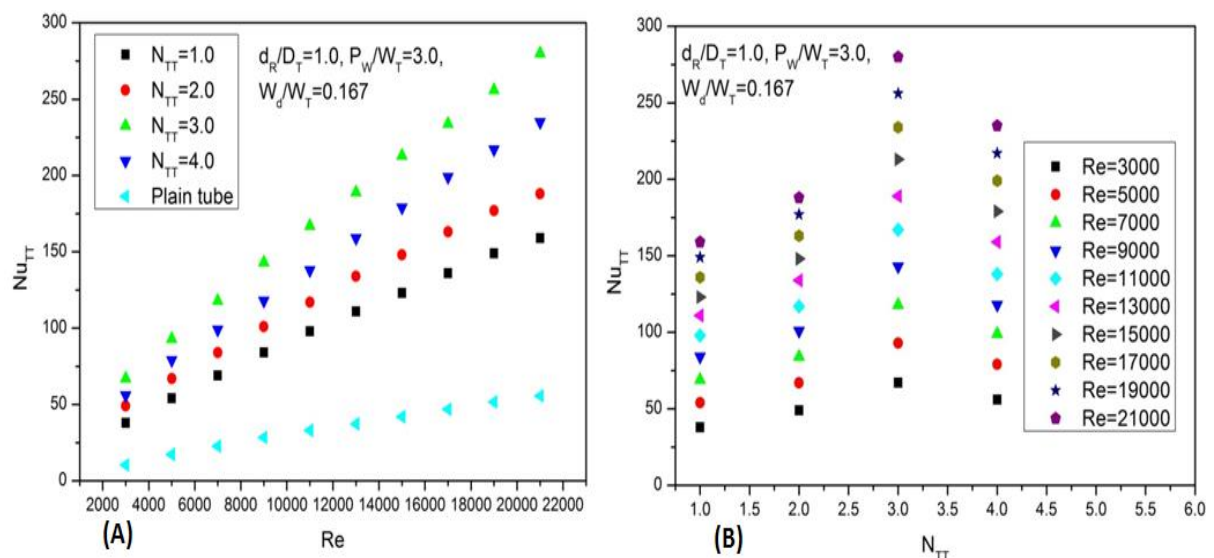 300
250
200
150
100
50
0
Nu_TT
N_TT=1.0
N_TT=2.0
N_TT=3.0
N_TT=4.0
Plain tube
d_R/D_T=1.0, P_W/W_T=3.0,
W_d/W_T=0.167
2000 4000 6000 8000 10000 12000 14000 16000 18000 20000 22000
(A)
Re
300
250
200
150
100
50
0
Nu_TT
d_R/D_T=1.0, P_W/W_T=3.0,
W_d/W_T=0.167
Re=3000
Re=5000
Re=7000
Re=9000
Re=11000
Re=13000
Re=15000
Re=17000
Re=19000
Re=21000
1.0 1.5 2.0 2.5 3.0 3.5 4.0 4.5 5.0 5.5 6.0
(B)
N_TT